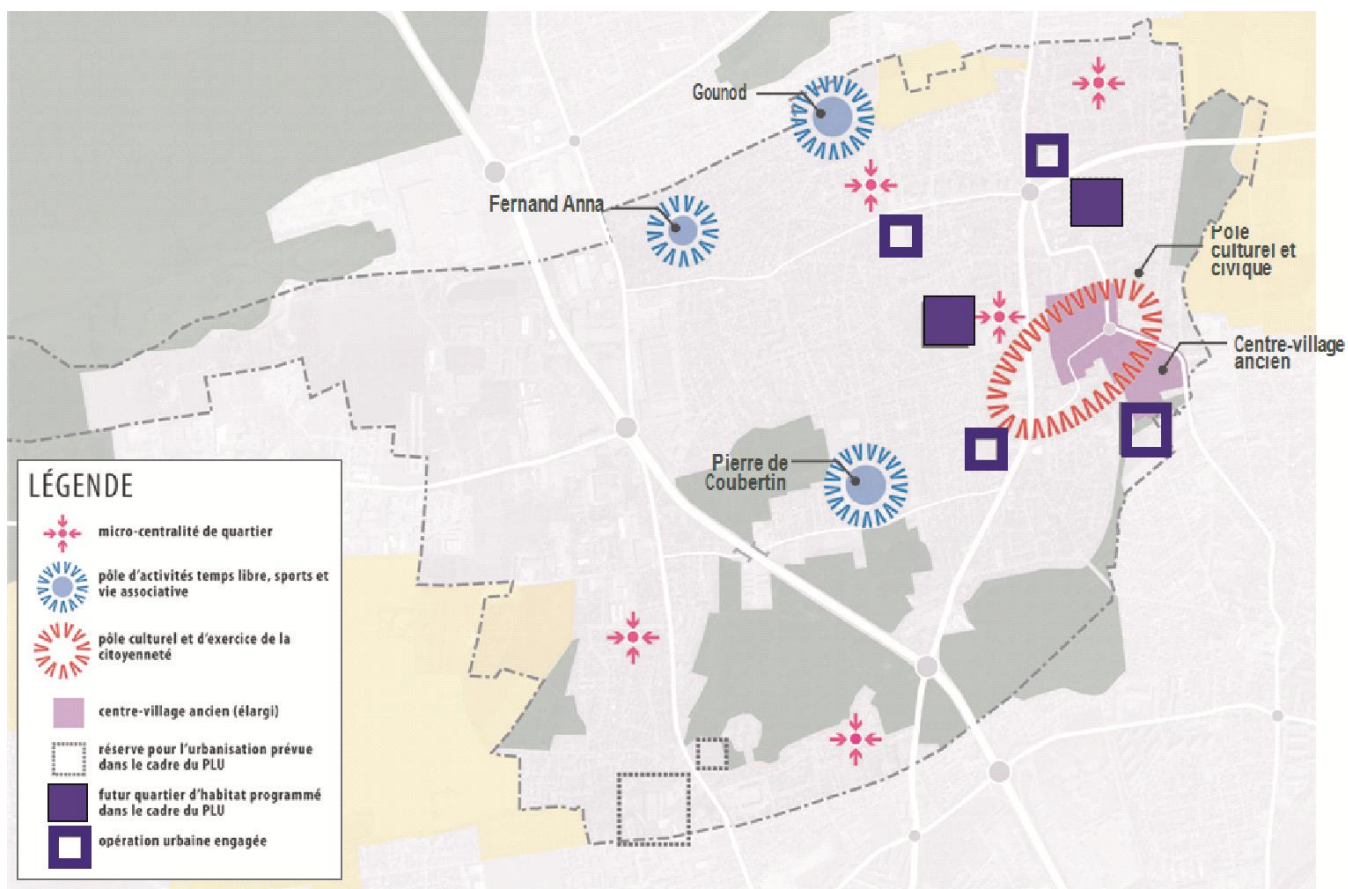 Gounod
Fernand Anna
Pôle
culturel et
civique
Centre-village
ancien
Pierre de
Coubertin
LÉGENDE
micro-centralité de quartier
pôle d'activités temps libre, sports et
vie associative
pôle culturel et d'exercice de la
citoyenneté
centre-village ancien (élargi)
réserve pour l'urbanisation prévue
dans le cadre du PLU
futur quartier d'habitat programmé
dans le cadre du PLU
opération urbaine engagée